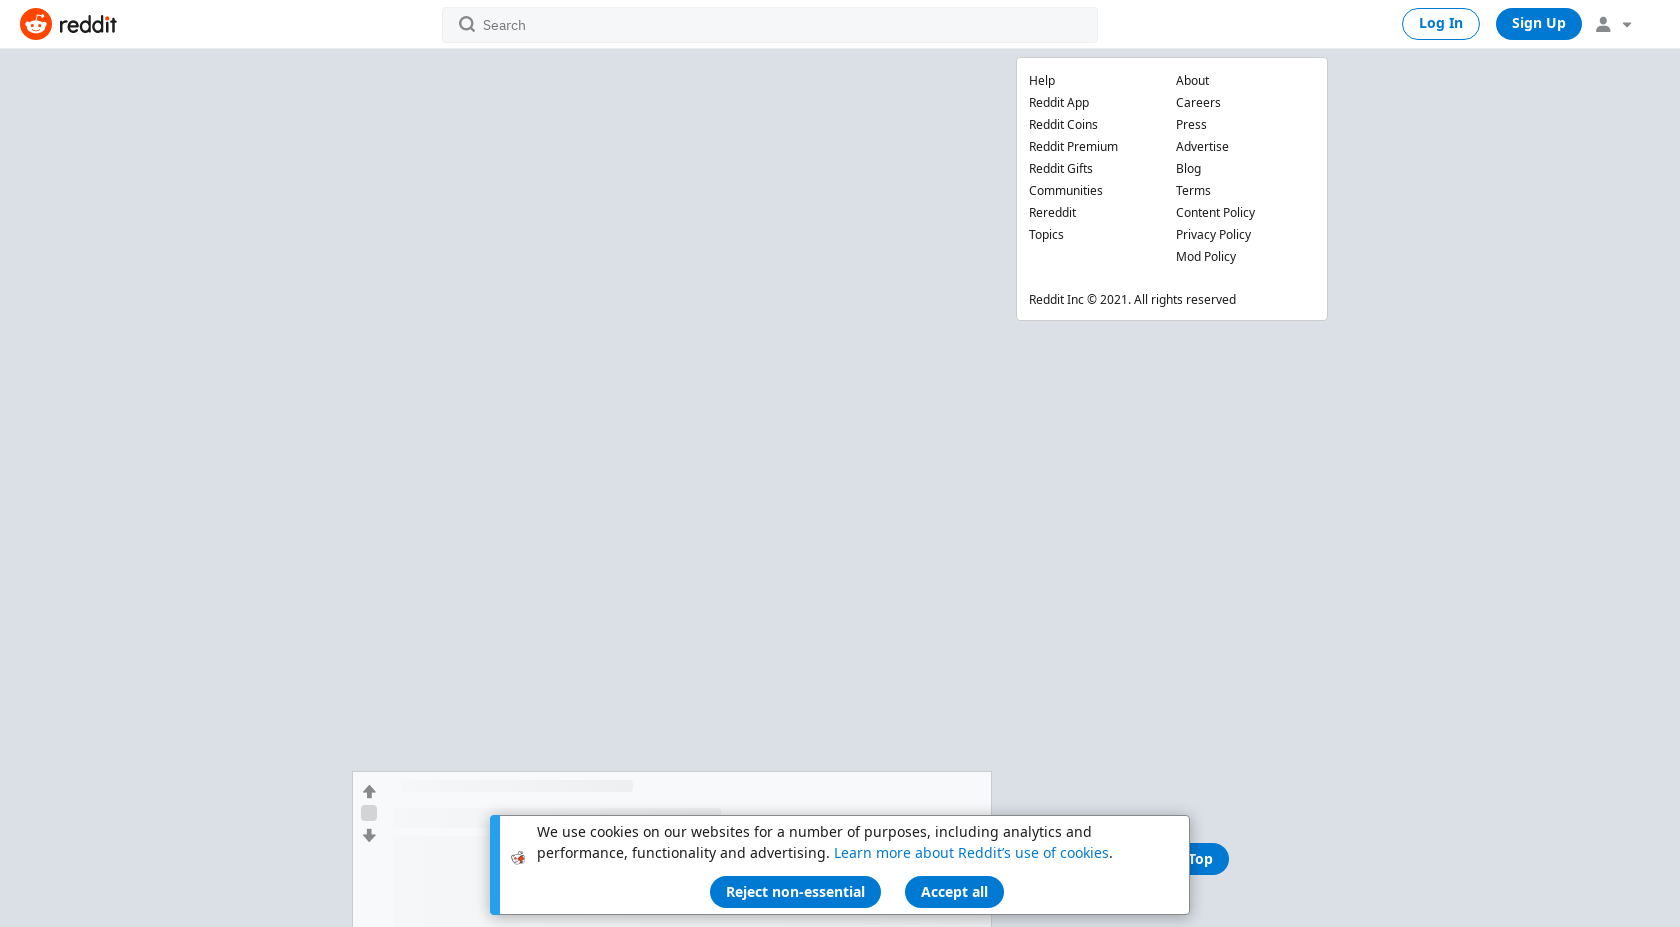 reddit
Search
Log In
Sign Up
Help
Reddit App
Reddit Coins
Reddit Premium
Reddit Gifts
Communities
Rereddit
Topics
About
Careers
Press
Advertise
Blog
Terms
Content Policy
Privacy Policy
Mod Policy
Reddit Inc © 2021. All rights reserved
We use cookies on our websites for a number of purposes, including analytics and
performance, functionality and advertising. Learn more about Reddit’s use of cookies.
Reject non-essential
Accept all
Top